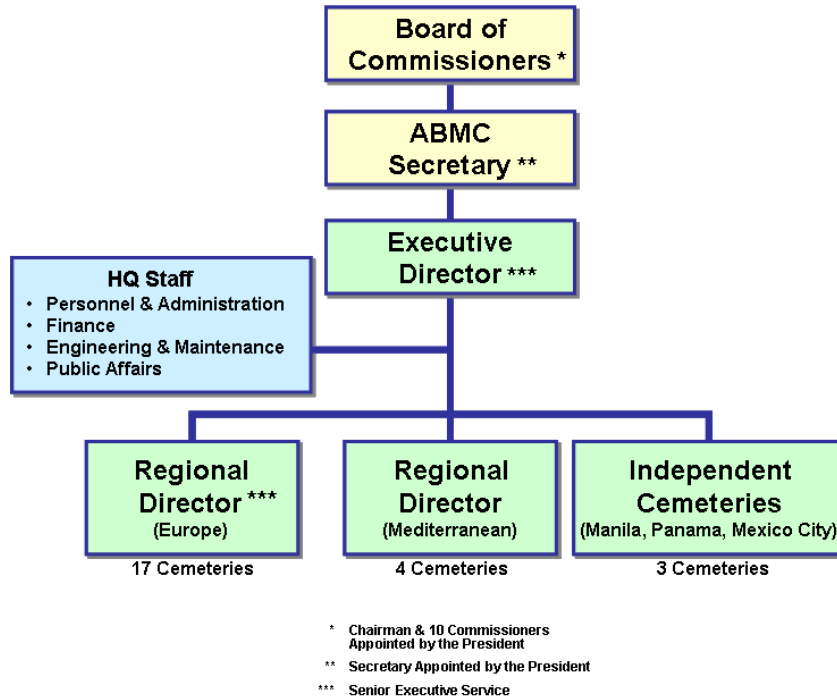 Board of
Commissioners *
ABMC
Secretary **
Executive
Director ***
HQ Staff
• Personnel & Administration
• Finance
• Engineering & Maintenance
• Public Affairs
Regional
Director ***
(Europe)
17 Cemeteries
Regional
Director
(Mediterranean)
4 Cemeteries
Independent
Cemeteries
(Manila, Panama, Mexico City)
3 Cemeteries
* Chairman & 10 Commissioners
Appointed by the President
** Secretary Appointed by the President
*** Senior Executive Service